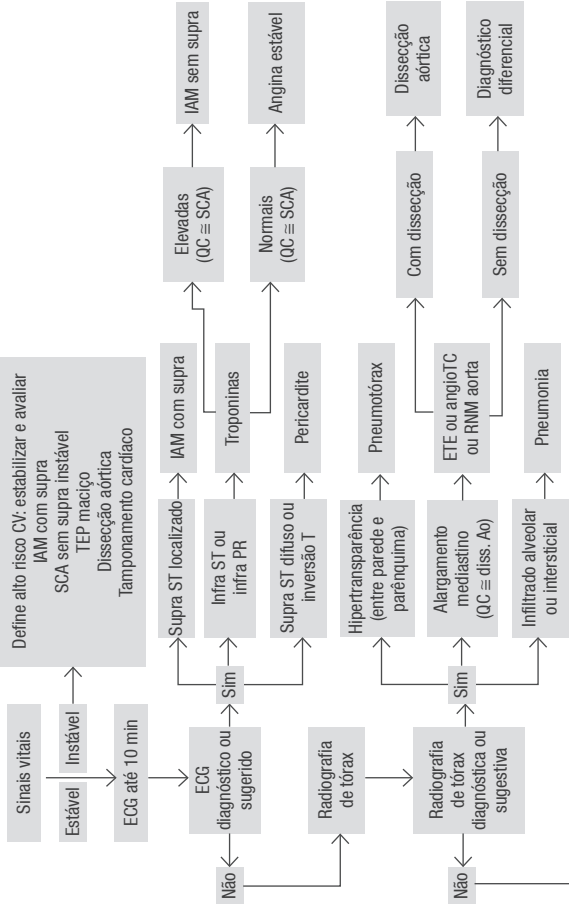 Sinais vitais
Estável
Instável
Define alto risco CV: estabilizar e avaliar
IAM com supra
SCA sem supra instável
TEP maciço
Dissecção aórtica
Tamponamento cardíaco
ECG até 10 min
ECG
diagnóstico ou
sugerido
Sim
Supra ST localizado
IAM com supra
Infra ST ou
infra PR
Troponinas
Elevadas
(QC ≅ SCA)
IAM sem supra
Normais
(QC ≅ SCA)
Angina estável
Supra ST difuso ou
inversão T
Pericardite
Não
Radiografia
de tórax
Radiografia
de tórax
diagnóstica ou
sugestiva
Sim
Hipertransparência
(entre parede e
parênquima)
Pneumotórax
Alargamento
mediastino
(QC ≅ diss. Ao)
ETE ou angioTC
ou RNM aorta
Com dissecção
Dissecção
aórtica
Sem dissecção
Diagnóstico
diferencial
Infiltrado alveolar
ou intersticial
Pneumonia
Não